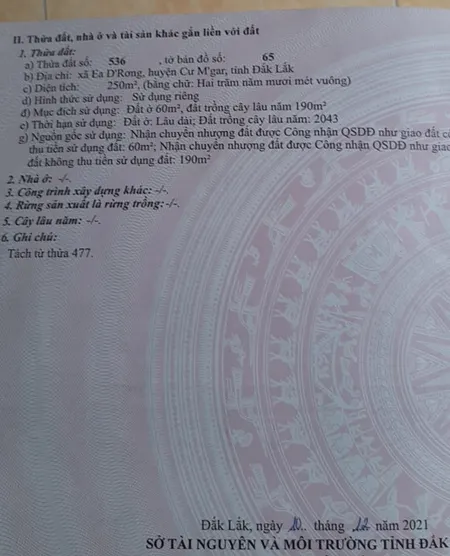 II. Thửa đất, nhà ở và tài sản khác gắn liền với đất
1. Thửa đất:
a) Thửa đất số: 536 , tờ bản đồ số: 65
b) Địa chỉ: xã Ea D'Rơng, huyện Cư M'gar, tỉnh Đắk Lắk
c) Diện tích: 250m², (bằng chữ: Hai trăm năm mươi mét vuông)
d) Hình thức sử dụng: Sử dụng riêng
đ) Mục đích sử dụng: Đất ở 60m², đất trồng cây lâu năm 190m²
e) Thời hạn sử dụng: Đất ở: Lâu dài; Đất trồng cây lâu năm: 2043
g) Nguồn gốc sử dụng: Nhận chuyển nhượng đất được Công nhận QSDĐ như giao đất có
thu tiền sử dụng đất: 60m²; Nhận chuyển nhượng đất được Công nhận QSDĐ như giao
đất không thu tiền sử dụng đất: 190m²
2. Nhà ở: -/-.
3. Công trình xây dựng khác: -/-.
4. Rừng sản xuất là rừng trồng: -/-.
5. Cây lâu năm: -/-.
6. Ghi chú:
Tách từ thửa 477.
Đắk Lắk, ngày 10.. tháng 12 năm 2021
SỞ TÀI NGUYÊN VÀ MÔI TRƯỜNG TỈNH ĐẮK